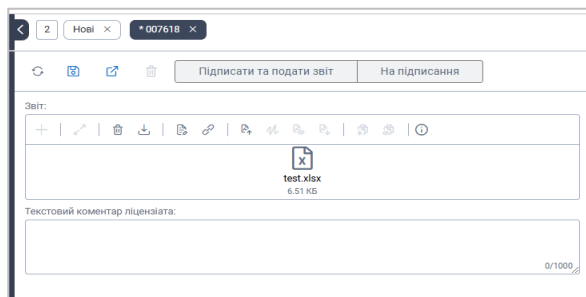 2 Нові × * 007618 ×
Підписати та подати звіт На підписання
Звіт:
X
test.xlsx
6.51 КБ
Текстовий коментар ліцензіата:
0/1000